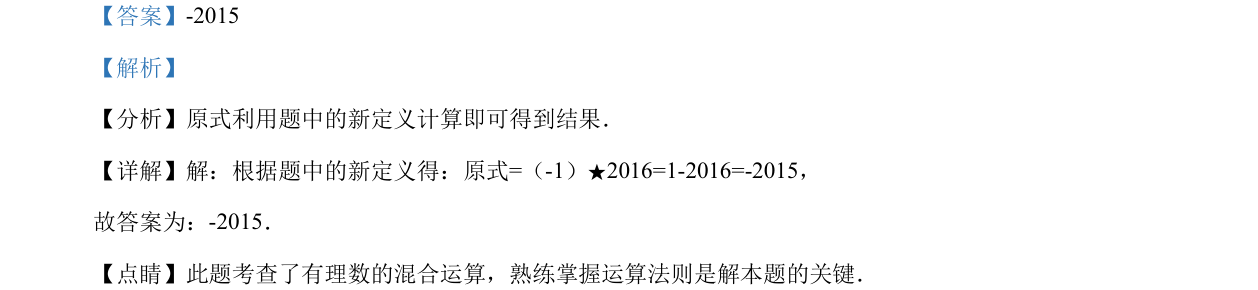 【答案】-2015
【解析】
【分析】原式利用题中的新定义计算即可得到结果．
【详解】解：根据题中的新定义得：原式=（-1）★2016=1-2016=-2015，
故答案为：-2015．
【点睛】此题考查了有理数的混合运算，熟练掌握运算法则是解本题的关键．